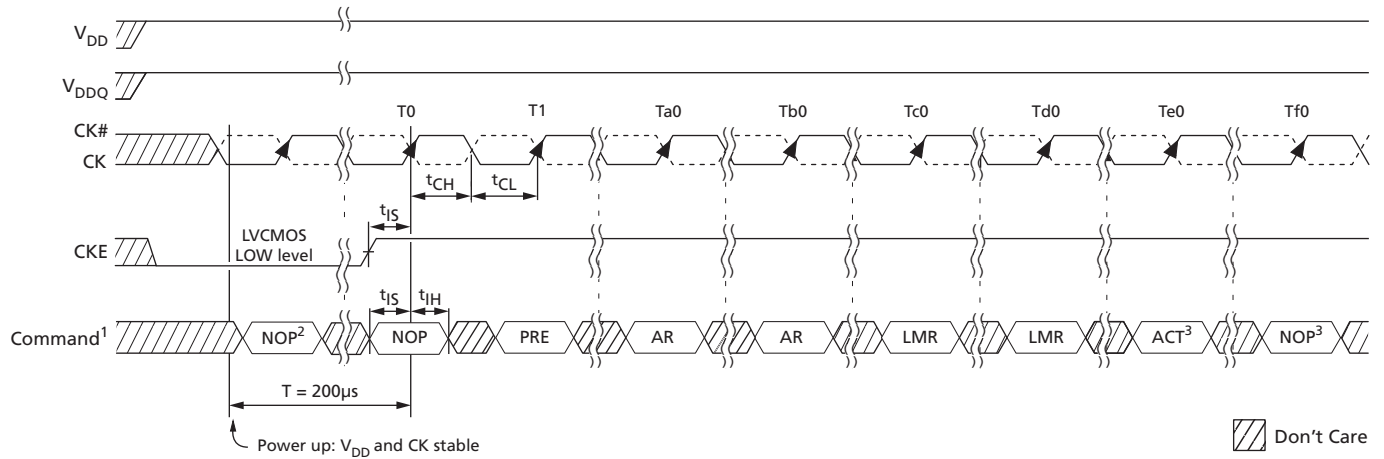 VDD
VDDQ
T0 T1 Ta0 Tb0 Tc0 Td0 Te0 Tf0
CK#
CK
tCH tCL
tIS
CKE
LVCMOS
LOW level
tIS tIH
Command1 NOP2 NOP PRE AR AR LMR LMR ACT3 NOP3
T = 200µs
Power up: VDD and CK stable
Don't Care